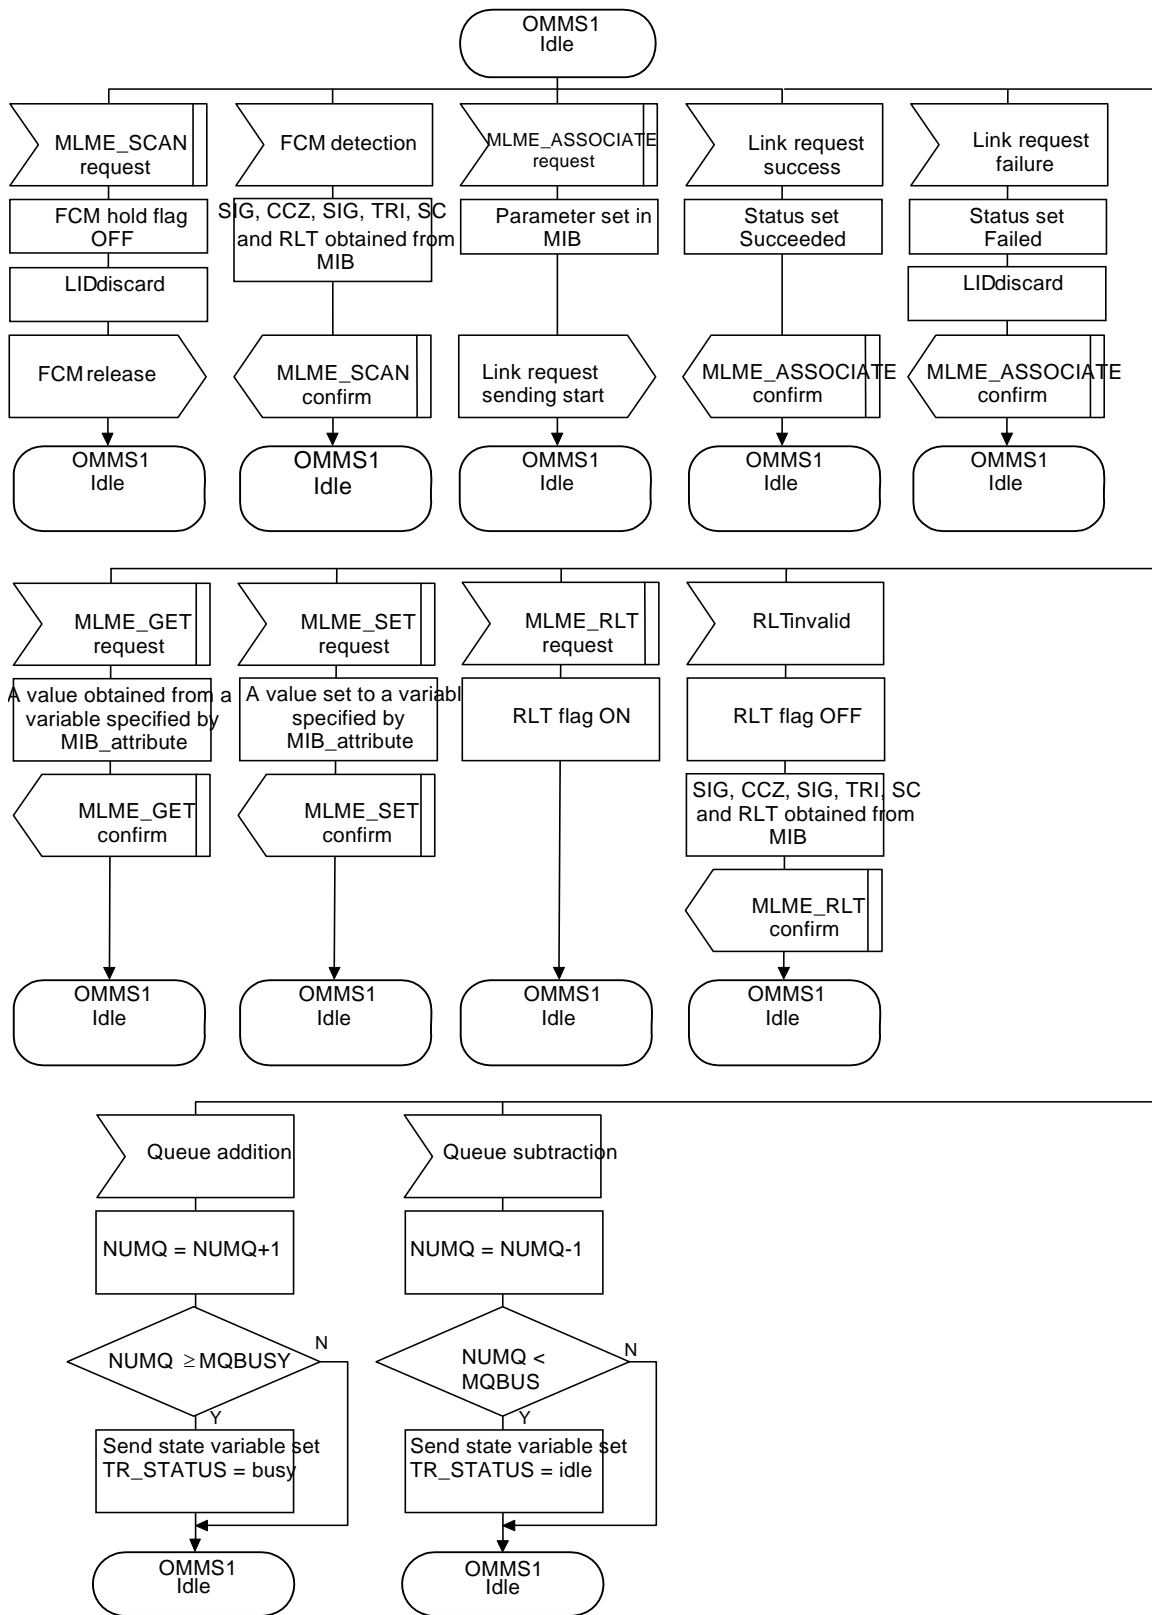 OMMS1
Idle
MLME_SCAN
request
FCM hold flag
OFF
LIDdiscard
FCM release
OMMS1
Idle
FCM detection
SIG, CCZ, SIG, TRI, SC
and RLT obtained from
MIB
MLME_SCAN
confirm
OMMS1
Idle
MLME_ASSOCIATE
request
Parameter set in
MIB
Link request
sending start
OMMS1
Idle
Link request
success
Status set
Succeeded
MLME_ASSOCIATE
confirm
OMMS1
Idle
Link request
failure
Status set
Failed
LIDdiscard
MLME_ASSOCIATE
confirm
OMMS1
Idle
MLME_GET
request
A value obtained from a
variable specified by
MIB_attribute
MLME_GET
confirm
OMMS1
Idle
MLME_SET
request
A value set to a variabl
specified by
MIB_attribute
MLME_SET
confirm
OMMS1
Idle
MLME_RLT
request
RLT flag ON
OMMS1
Idle
RLTinvalid
RLT flag OFF
SIG, CCZ, SIG, TRI, SC
and RLT obtained from
MIB
MLME_RLT
confirm
OMMS1
Idle
Queue addition
NUMQ = NUMQ+1
NUMQ ≥ MQBUSY
N
Y
Send state variable set
TR_STATUS = busy
OMMS1
Idle
Queue subtraction
NUMQ = NUMQ-1
NUMQ <
MQBUS
N
Y
Send state variable set
TR_STATUS = idle
OMMS1
Idle